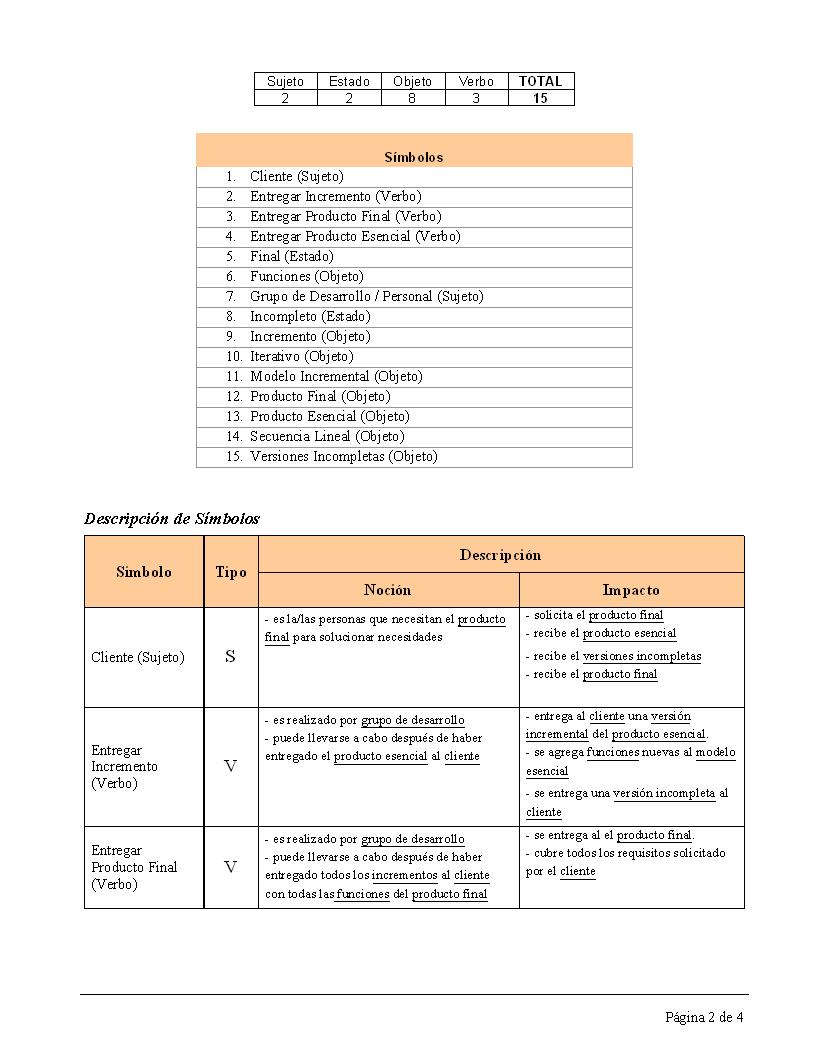 Sujeto Estado Objeto Verbo TOTAL
2 2 8 3 15
Símbolos
1. Cliente (Sujeto)
2. Entregar Incremento (Verbo)
3. Entregar Producto Final (Verbo)
4. Entregar Producto Esencial (Verbo)
5. Final (Estado)
6. Funciones (Objeto)
7. Grupo de Desarrollo / Personal (Sujeto)
8. Incompleto (Estado)
9. Incremento (Objeto)
10. Iterativo (Objeto)
11. Modelo Incremental (Objeto)
12. Producto Final (Objeto)
13. Producto Esencial (Objeto)
14. Secuencia Lineal (Objeto)
15. Versiones Incompletas (Objeto)
Descripción de Símbolos
Simbolo Tipo Descripción
Noción Impacto
Cliente (Sujeto)
S
- es la/las personas que necesitan el producto
final para solucionar necesidades
- solicita el producto final
- recibe el producto esencial
- recibe el versiones incompletas
- recibe el producto final
Entregar
Incremento
(Verbo)
V
- es realizado por grupo de desarrollo
- puede llevarse a cabo después de haber
entregado el producto esencial al cliente
- entrega al cliente una versión
incremental del producto esencial.
- se agrega funciones nuevas al modelo
esencial
- se entrega una versión incompleta al
cliente
Entregar
Producto Final
(Verbo)
V
- es realizado por grupo de desarrollo
- puede llevarse a cabo después de haber
entregado todos los incrementos al cliente
con todas las funciones del producto final
- se entrega al el producto final.
- cubre todos los requisitos solicitado
por el cliente
Página 2 de 4